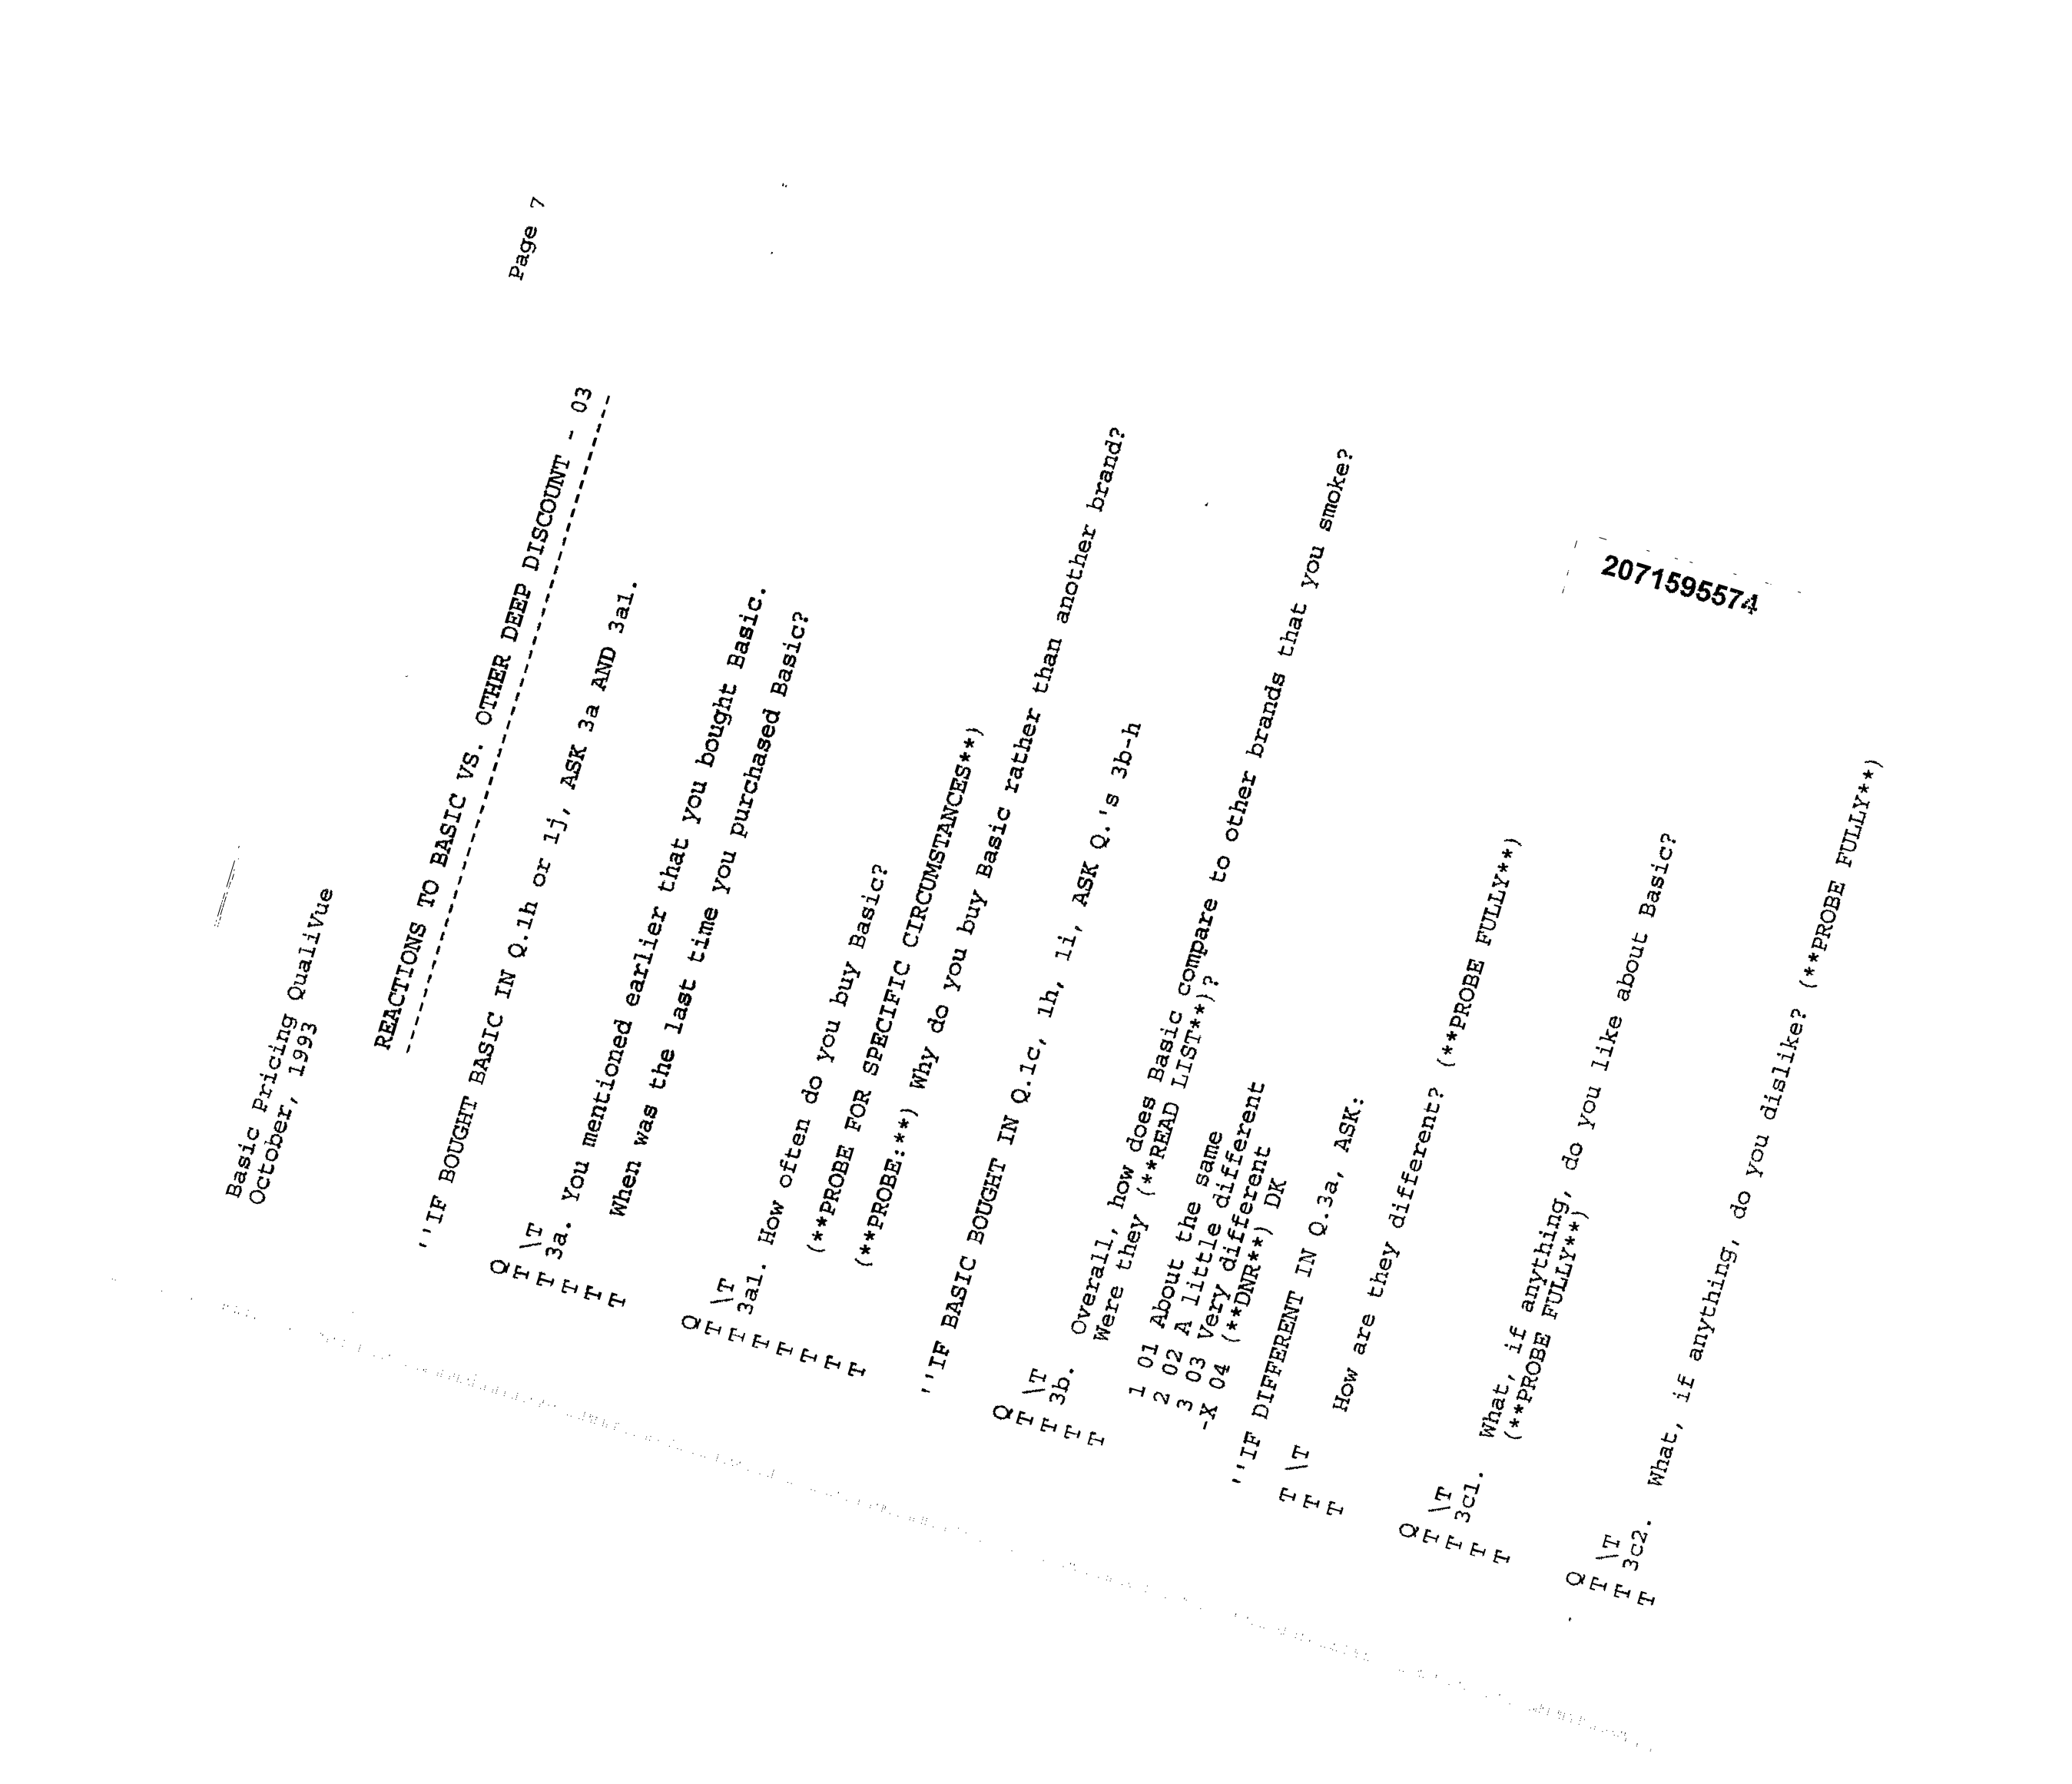 Basic Pricing QualiVue
October, 1993
Page 7
REACTIONS TO BASIC VS. OTHER DEEP DISCOUNT - 03
------------------------------------------------
''IF BOUGHT BASIC IN Q.1h or 1j, ASK 3a AND 3a1.
Q
T \T
T 3a. You mentioned earlier that you bought Basic.
T
T When was the last time you purchased Basic?
T
Q
T \T
T 3a1. How often do you buy Basic?
T
T (**PROBE FOR SPECIFIC CIRCUMSTANCES**)
T
T (**PROBE:**) Why do you buy Basic rather than another brand?
T
''IF BASIC BOUGHT IN Q.1c, 1h, 1i, ASK Q.'s 3b-h
Q
T \T
T 3b. Overall, how does Basic compare to other brands that you smoke?
T Were they (**READ LIST**)?
T
1 01 About the same
2 02 A little different
3 03 Very different
-X 04 (**DNR**) DK
''IF DIFFERENT IN Q.3a, ASK:
T \T
T
T How are they different? (**PROBE FULLY**)
Q
T \T
T 3c1. What, if anything, do you like about Basic?
T (**PROBE FULLY**)
T
Q
T \T
T 3c2. What, if anything, do you dislike? (**PROBE FULLY**)
T
2071595574